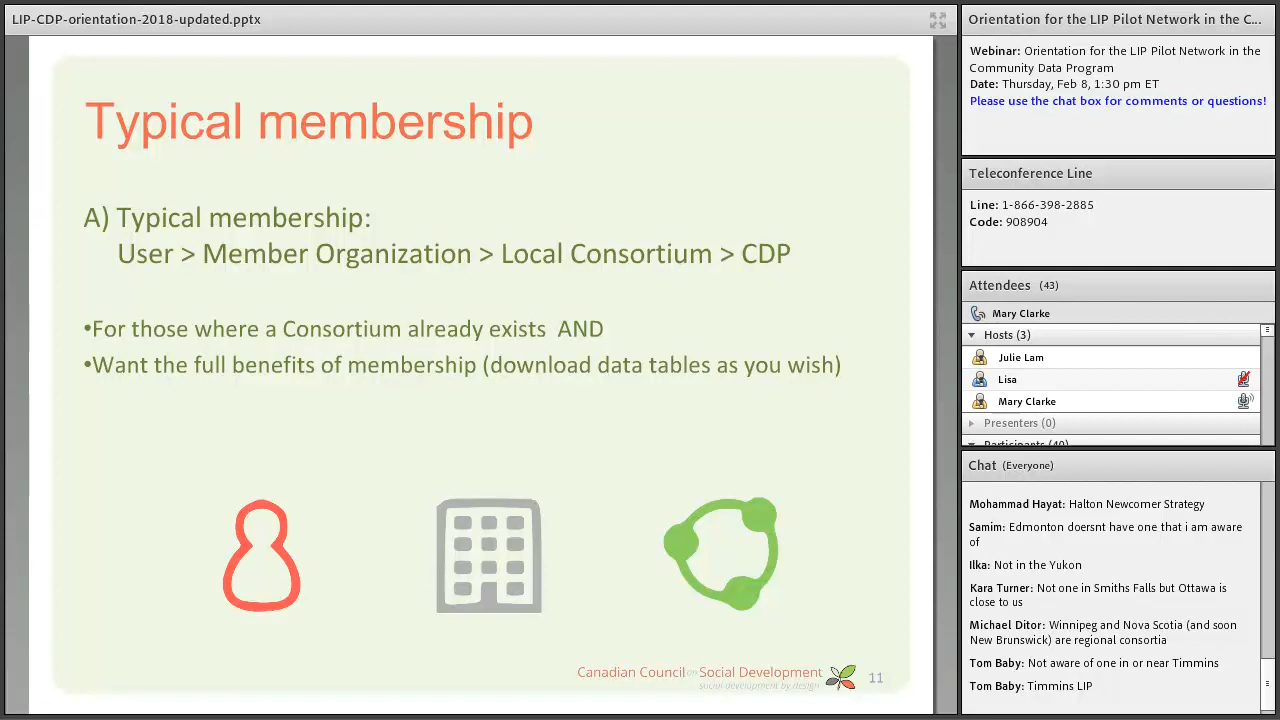 LIP-CDP-orientation-2018-updated.pptx
Typical membership
A) Typical membership:
User > Member Organization > Local Consortium > CDP
•For those where a Consortium already exists AND
•Want the full benefits of membership (download data tables as you wish)
Canadian Council on Social Development
social development by design
11
Orientation for the LIP Pilot Network in the C...
Webinar: Orientation for the LIP Pilot Network in the
Community Data Program
Date: Thursday, Feb 8, 1:30 pm ET
Please use the chat box for comments or questions!
Teleconference Line
Line: 1-866-398-2885
Code: 908904
Attendees (43)
Mary Clarke
Hosts (3)
Julie Lam
Lisa
Mary Clarke
Presenters (0)
Participants (40)
Chat (Everyone)
Mohammad Hayat: Halton Newcomer Strategy
Samim: Edmonton doesnt have one that i am aware
of
Ilka: Not in the Yukon
Kara Turner: Not one in Smiths Falls but Ottawa is
close to us
Michael Ditor: Winnipeg and Nova Scotia (and soon
New Brunswick) are regional consortia
Tom Baby: Not aware of one in or near Timmins
Tom Baby: Timmins LIP